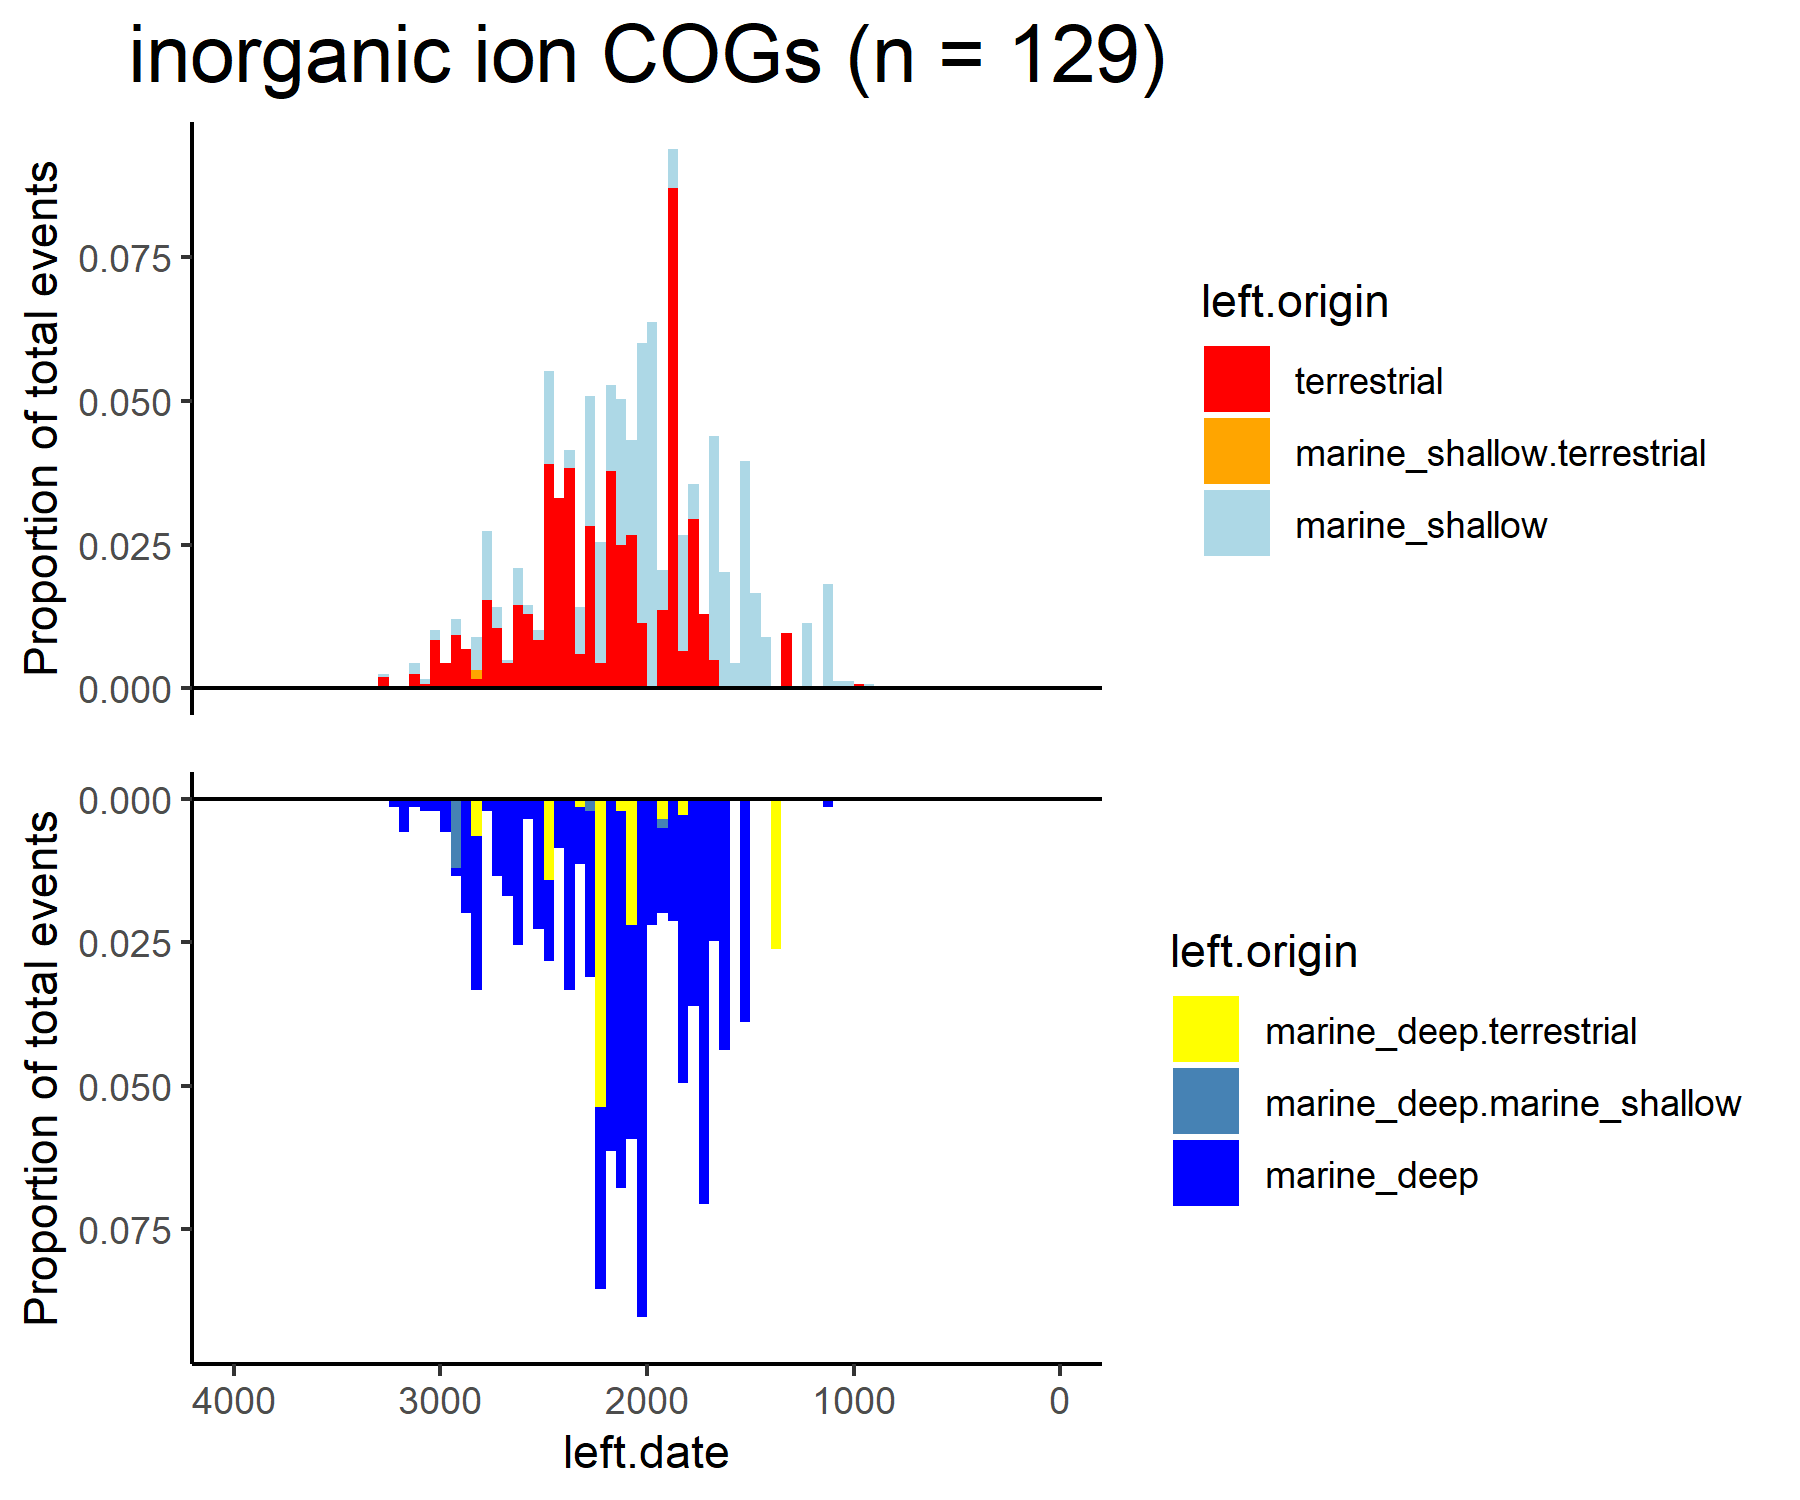 inorganic ion COGs (n = 129)
Proportion of total events
0.075
0.050
0.025
0.000
left.origin
terrestrial
marine_shallow.terrestrial
marine_shallow
Proportion of total events
0.000
0.025
0.050
0.075
4000 3000 2000 1000 0
left.date
left.origin
marine_deep.terrestrial
marine_deep.marine_shallow
marine_deep